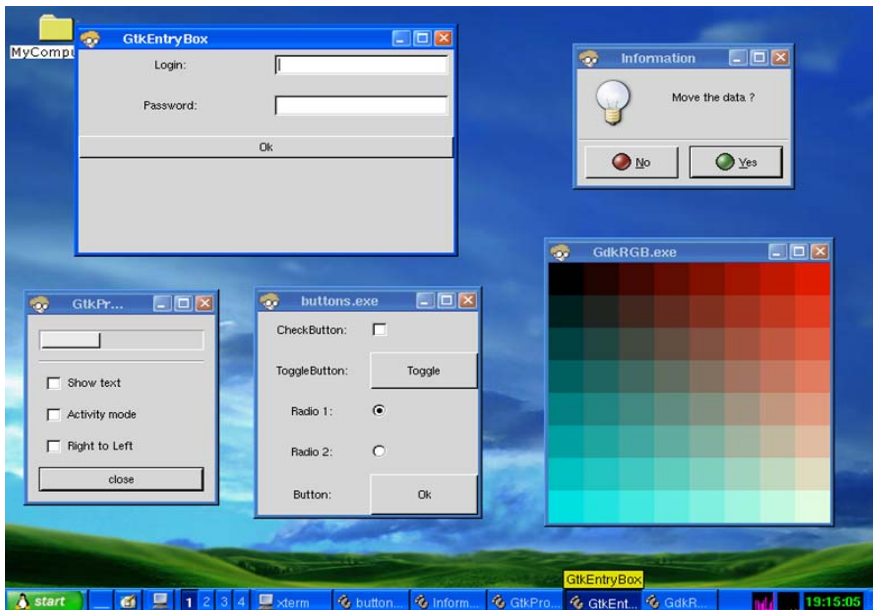 MyCompu
GtkEntryBox
Login:
Password:
Ok
Information
Move the data ?
No
Yes
GdkRGB.exe
GtkPr...
Show text
Activity mode
Right to Left
close
buttons.exe
CheckButton:
ToggleButton:
Toggle
Radio 1:
Radio 2:
Button:
Ok
GtkEntryBox
start
1 2 3 4
xterm
button...
Inform...
GtkPro...
GtkEnt...
GdkR...
19:15:05